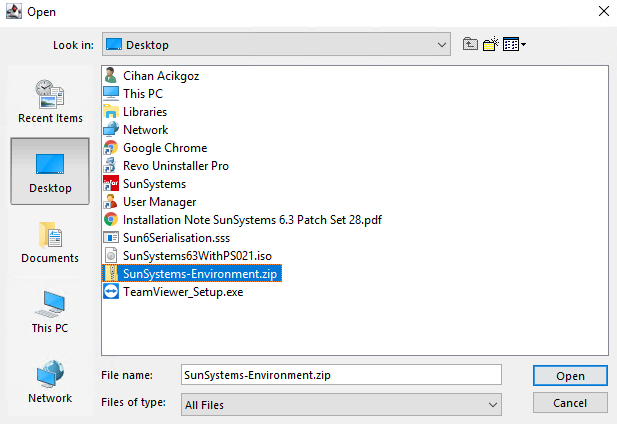 Open
Look in:
Desktop
Recent Items
Desktop
Documents
This PC
Network
Cihan Acikgoz
This PC
Libraries
Network
Google Chrome
Revo Uninstaller Pro
infor
SunSystems
User Manager
Installation Note SunSystems 6.3 Patch Set 28.pdf
Sun6Serialisation.sss
SunSystems63WithPS021.iso
SunSystems-Environment.zip
TeamViewer_Setup.exe
File name:
SunSystems-Environment.zip
Open
Files of type:
All Files
Cancel